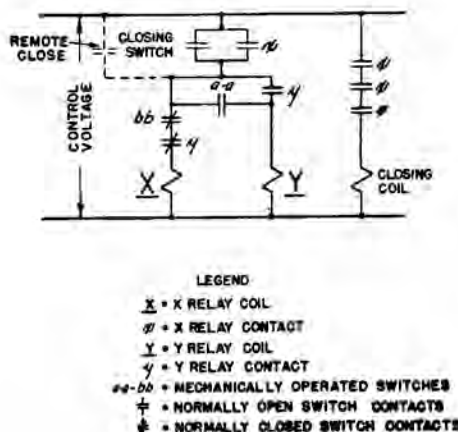 REMOTE CLOSE
CLOSING SWITCH
CONTROL VOLTAGE
x
a-a
y
bb
y
x
x
x
X
Y
CLOSING COIL
LEGEND
X = X RELAY COIL
x = X RELAY CONTACT
Y = Y RELAY COIL
y = Y RELAY CONTACT
aa-bb = MECHANICALLY OPERATED SWITCHES
= NORMALLY OPEN SWITCH CONTACTS
= NORMALLY CLOSED SWITCH CONTACTS